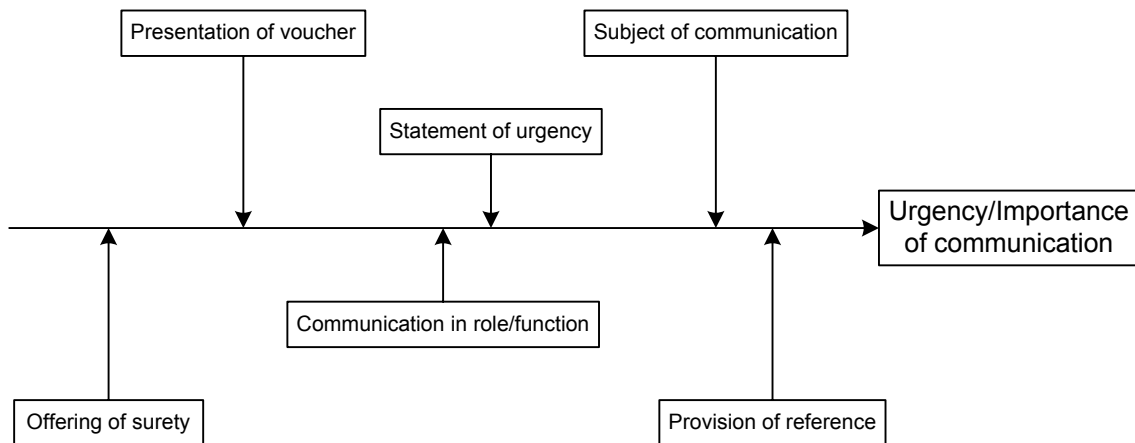 Presentation of voucher
Subject of communication
Statement of urgency
Urgency/Importance
of communication
Communication in role/function
Offering of surety
Provision of reference